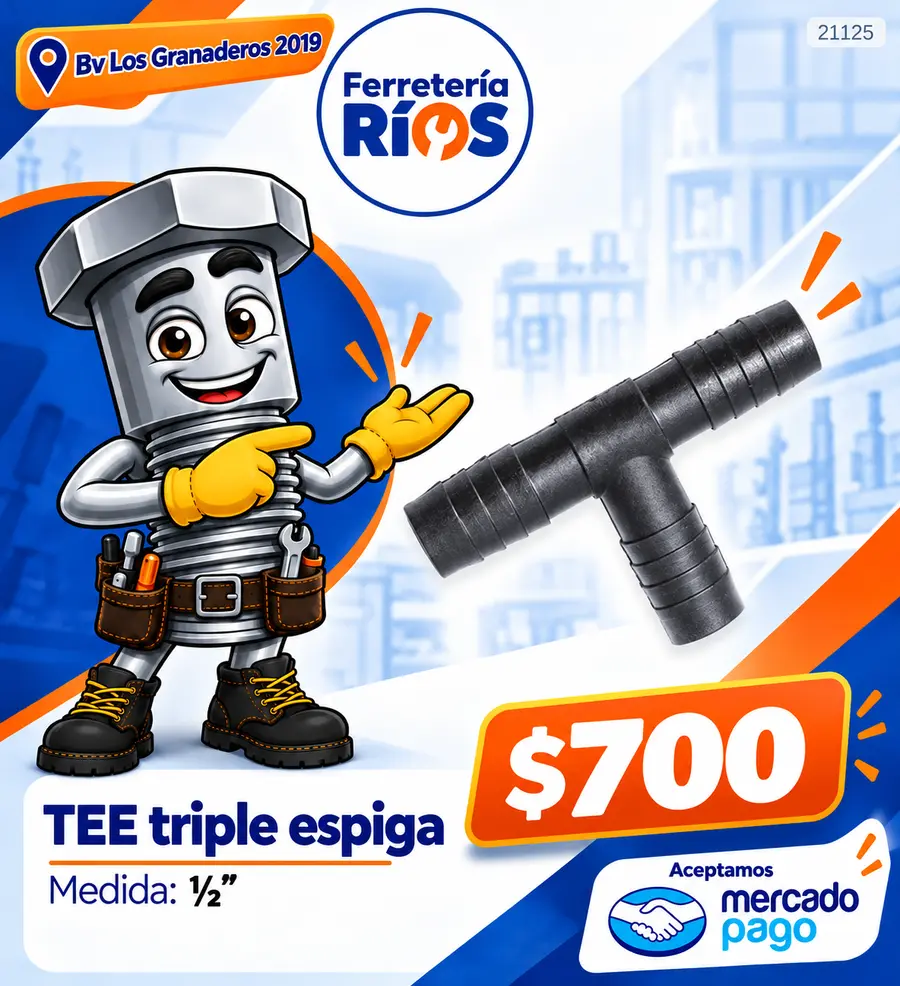 Bv Los Granaderos 2019
Ferretería
RÍOS
21125
$700
TEE triple espiga
Medida: ½”
Aceptamos
mercado
pago